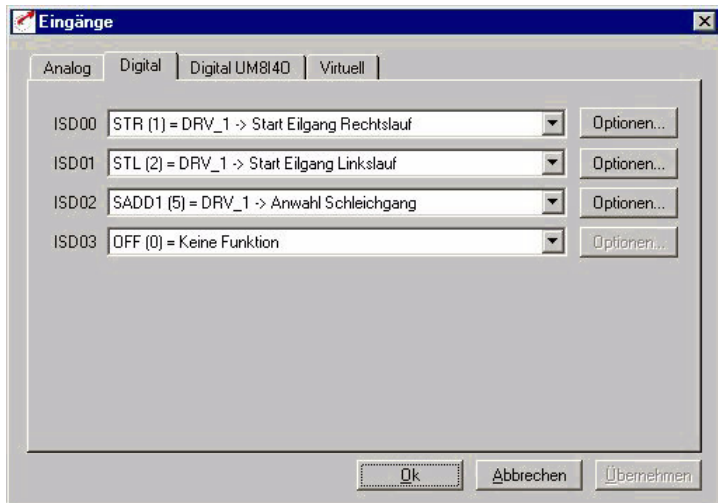 Eingänge
Analog Digital Digital UM8I40 Virtuell
ISD00 STR (1) = DRV_1 -> Start Eilgang Rechtslauf Optionen...
ISD01 STL (2) = DRV_1 -> Start Eilgang Linkslauf Optionen...
ISD02 SADD1 (5) = DRV_1 -> Anwahl Schleichgang Optionen...
ISD03 OFF (0) = Keine Funktion Optionen...
Ok Abbrechen Übernehmen